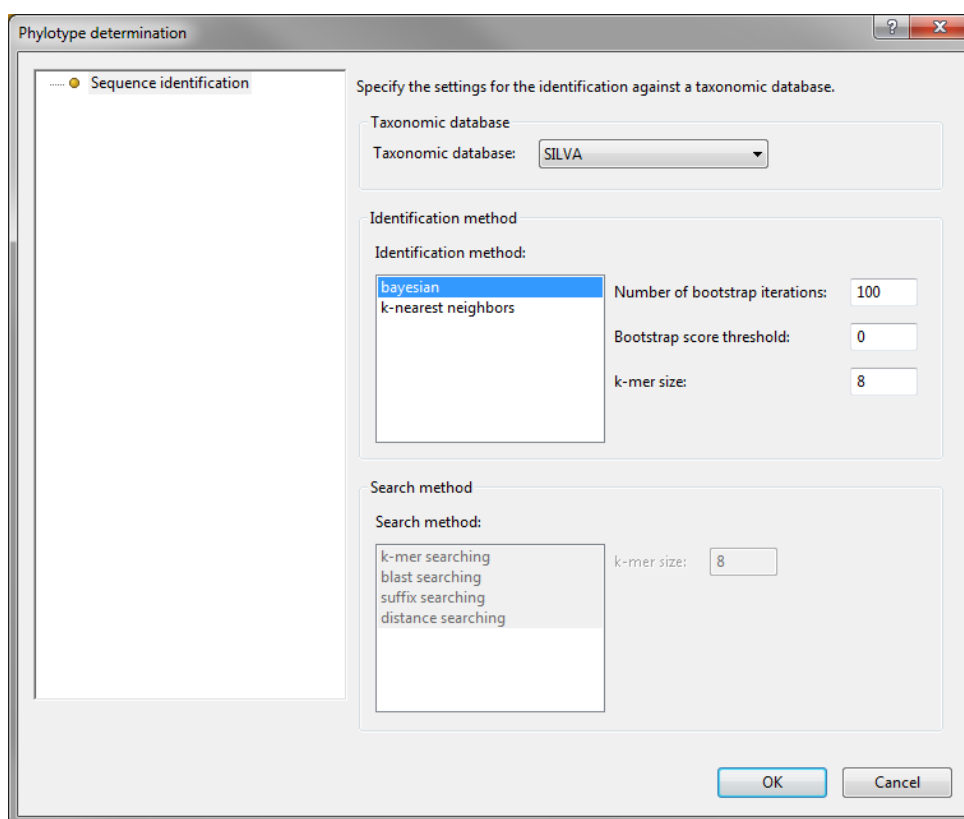 Phylotype determination
Sequence identification
Specify the settings for the identification against a taxonomic database.
Taxonomic database
Taxonomic database: SILVA
Identification method
Identification method:
bayesian
k-nearest neighbors
Number of bootstrap iterations: 100
Bootstrap score threshold: 0
k-mer size: 8
Search method
Search method:
k-mer searching
blast searching
suffix searching
distance searching
k-mer size: 8
OK Cancel